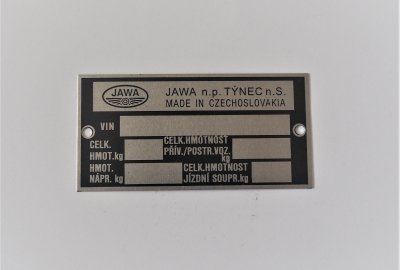 JAWA
JAWA n.p. TÝNEC n.S.
MADE IN CZECHOSLOVAKIA
VIN
CELK. HMOT.kg
CELK.HMOTNOST PŘÍV./POSTR.VOZ. kg
HMOT. NÁPR. kg
CELK.HMOTNOST JÍZDNÍ SOUPR.kg